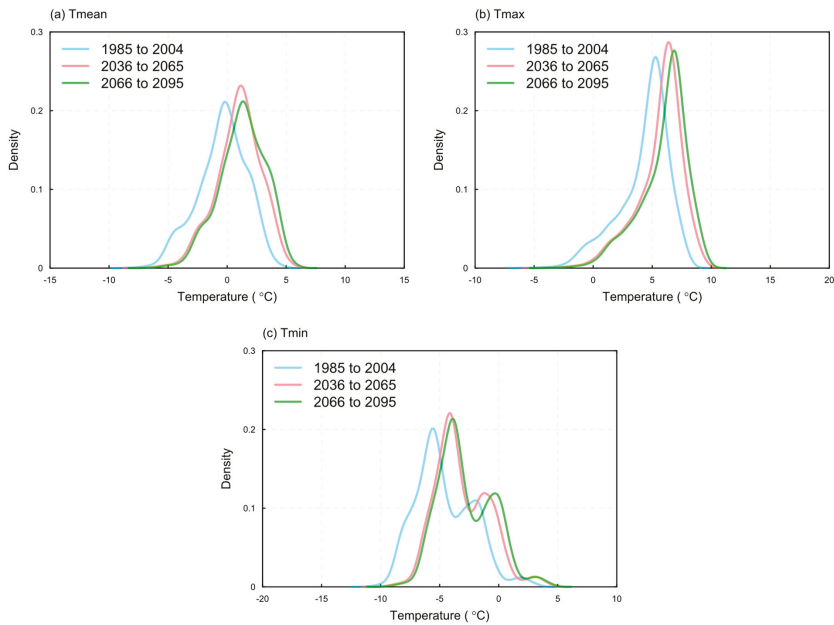 (a) Tmean
0.3
0.2
0.1
0
Density
1985 to 2004
2036 to 2065
2066 to 2095
-15 -10 -5 0 5 10 15
Temperature ( °C)
(b) Tmax
0.3
0.2
0.1
0
Density
1985 to 2004
2036 to 2065
2066 to 2095
-10 -5 0 5 10 15 20
Temperature ( °C)
(c) Tmin
0.3
0.2
0.1
0
Density
1985 to 2004
2036 to 2065
2066 to 2095
-20 -15 -10 -5 0 5 10
Temperature ( °C)